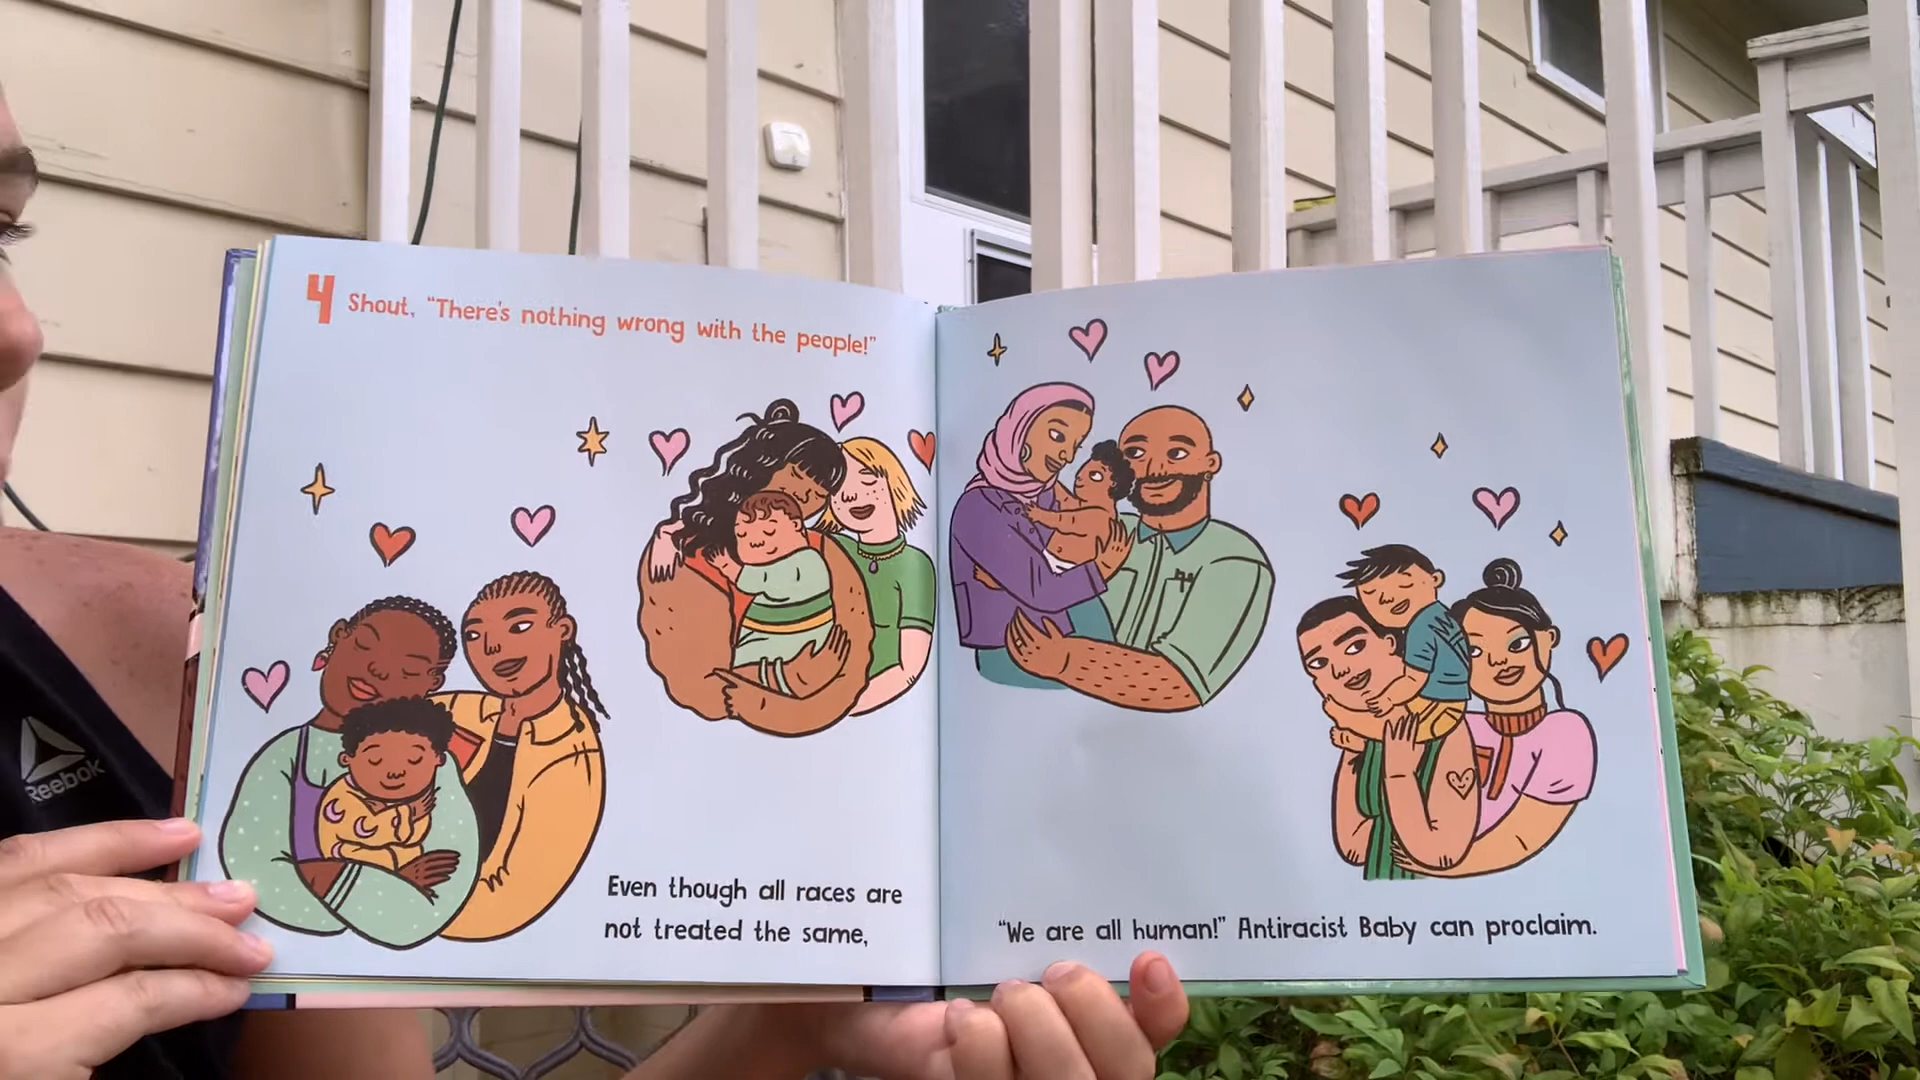 4 Shout, “There's nothing wrong with the people!”
Even though all races are
not treated the same,
“We are all human!” Antiracist Baby can proclaim.
Reebok